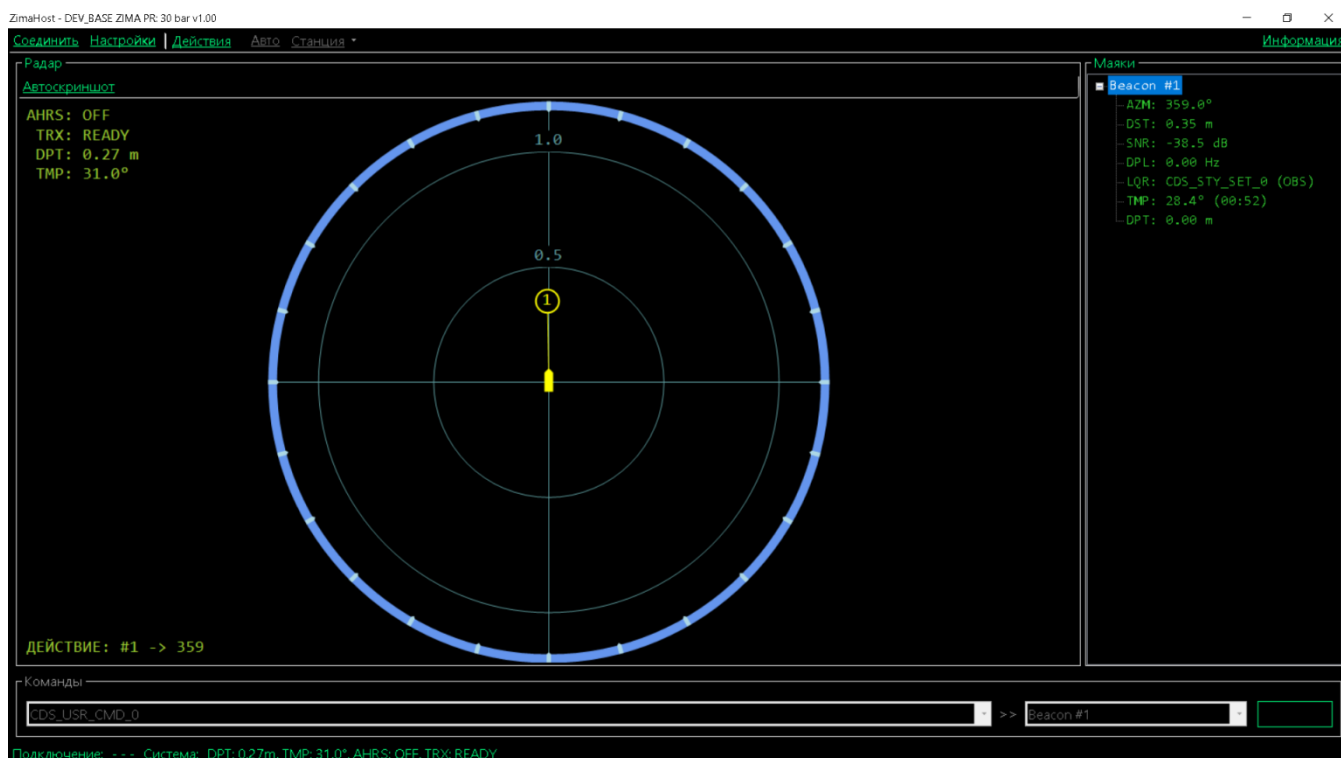 ZimaHost - DEV_BASE ZIMA PR: 30 bar v1.00
Соединить Настройки Действия Авто Станция Информация
Радар
Автоскриншот
AHRS: OFF
TRX: READY
DPT: 0.27 m
TMP: 31.0°
1.0
0.5
1
ДЕЙСТВИЕ: #1 -> 359
Маяки
Beacon #1
AZM: 359.0°
DST: 0.35 m
SNR: -38.5 dB
DPL: 0.00 Hz
LQR: CDS_STY_SET_0 (OBS)
TMP: 28.4° (00:52)
DPT: 0.00 m
Команды
CDS_USR_CMD_0 >> Beacon #1
Подключение: - - - Система: DPT: 0.27m, TMP: 31.0°, AHRS: OFF, TRX: READY